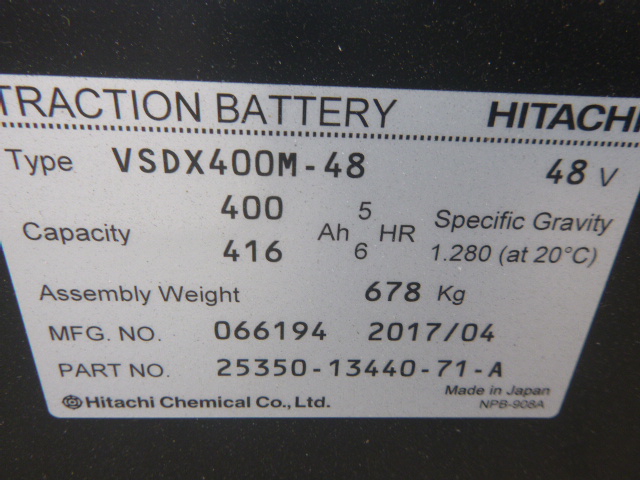 TRACTION BATTERY HITACHI
Type VSDX400M-48 48 V
Capacity 400 Ah 5 HR Specific Gravity
416 6 1.280 (at 20°C)
Assembly Weight 678 Kg
MFG. NO. 066194 2017/04
PART NO. 25350-13440-71-A
Made in Japan
Hitachi Chemical Co., Ltd. NPB-908A